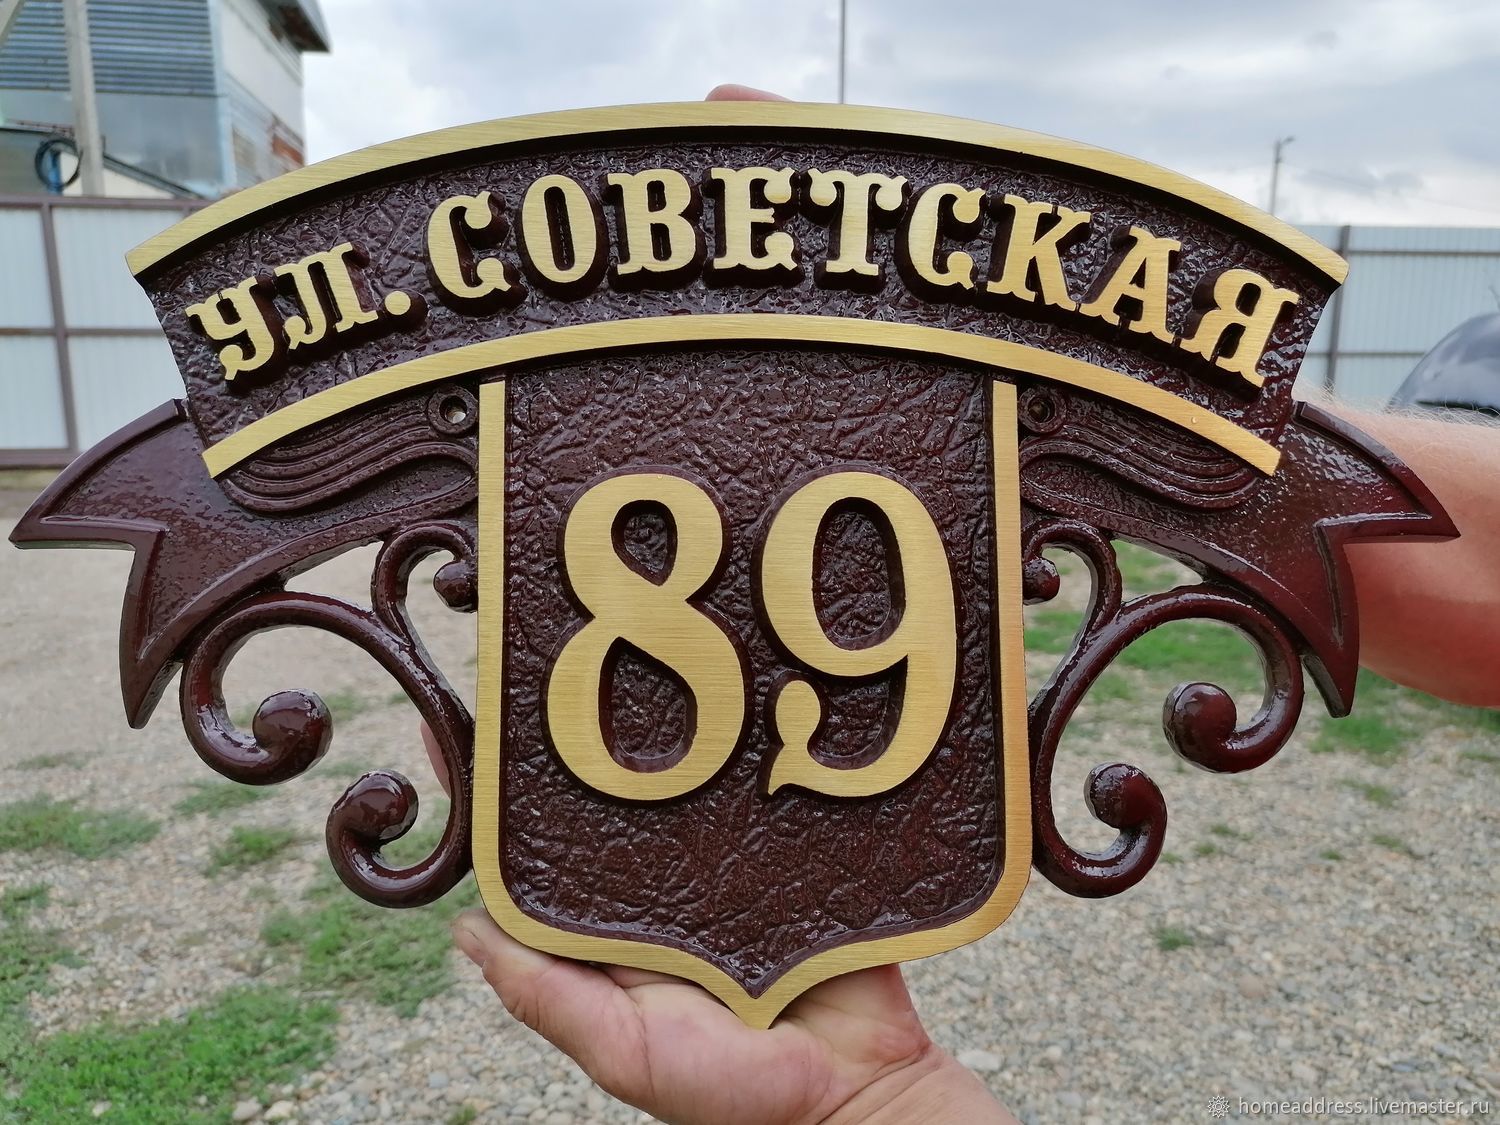 УЛ. СОВЕТСКАЯ
89
homeaddress.livemaster.ru